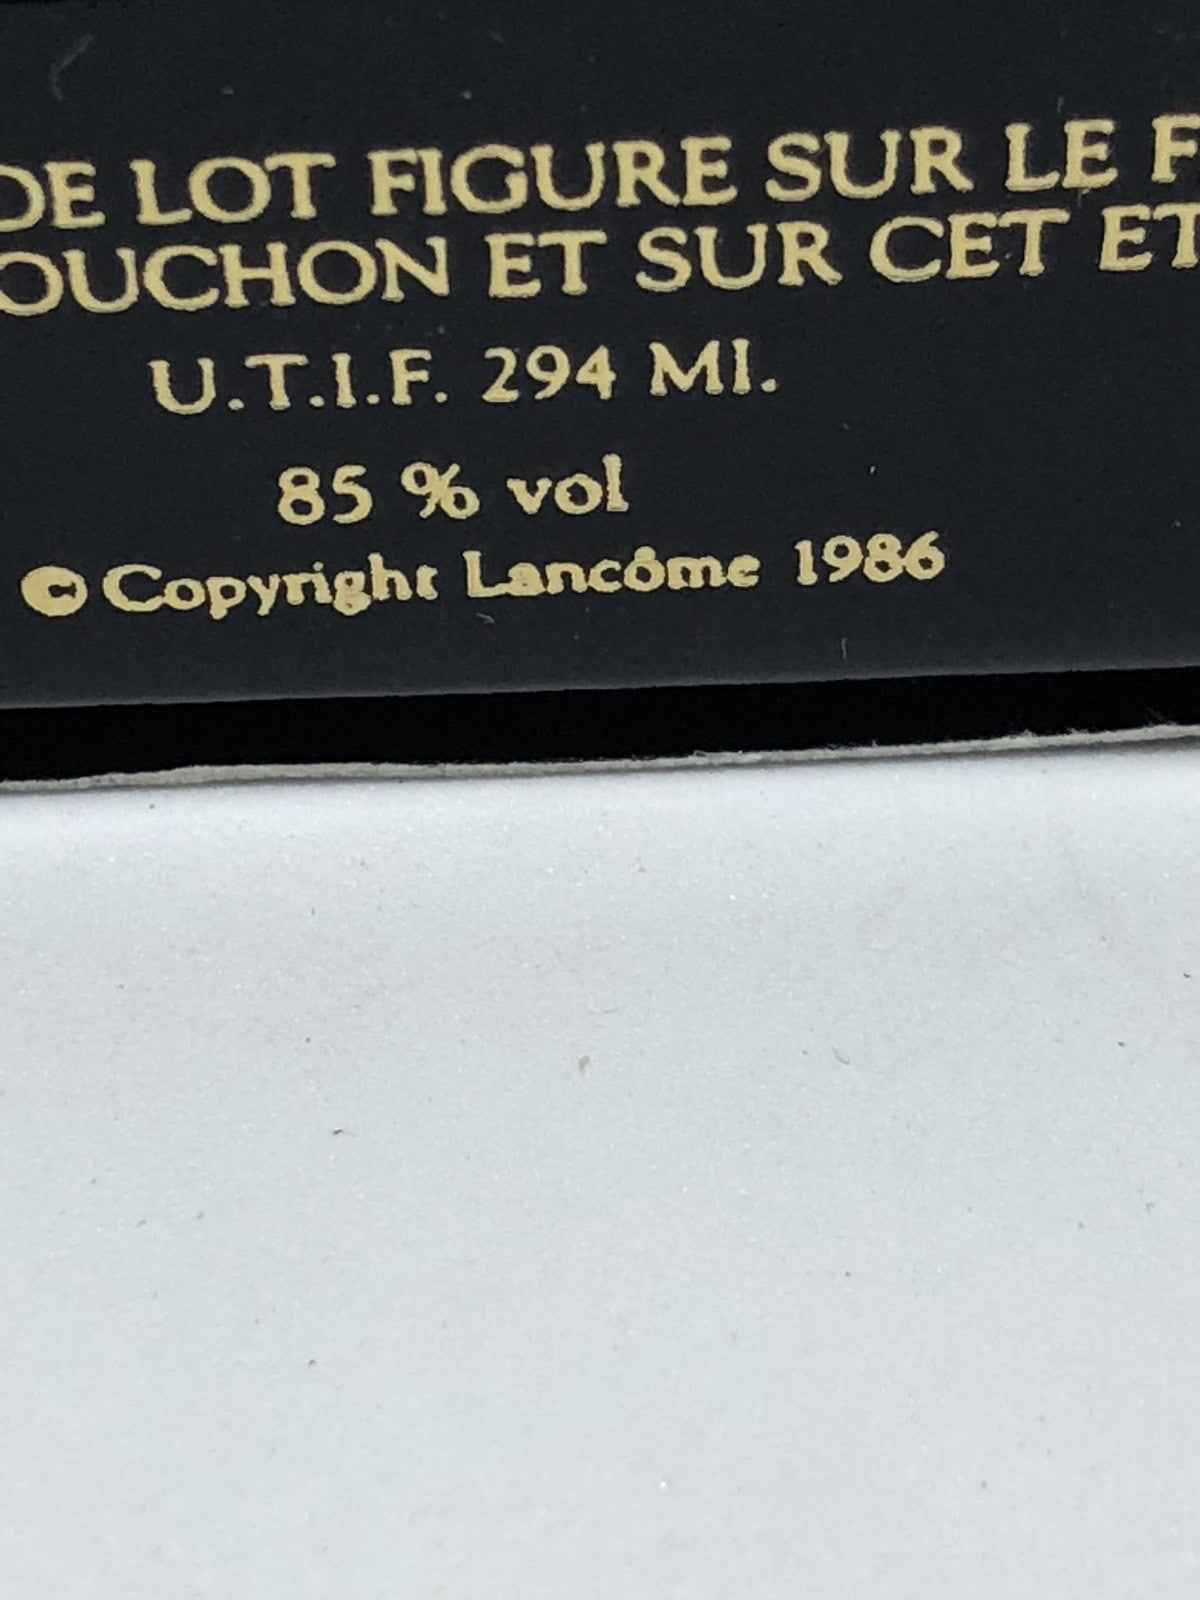 DE LOT FIGURE SUR LE F
OUCHON ET SUR CET ET
U.T.I.F. 294 MI.
85 % vol
© Copyright Lancôme 1986